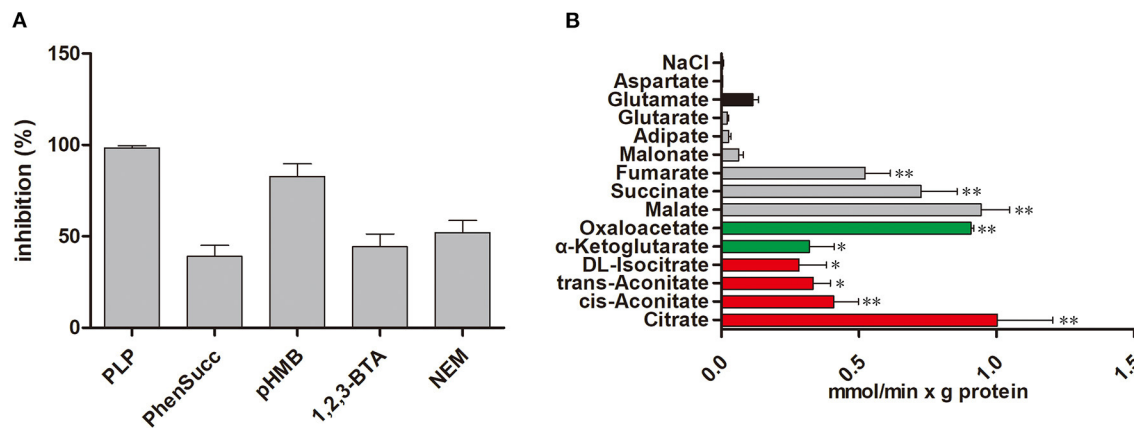 A
inhibition (%)
150
100
50
0
PLP
PhenSucc
pHMB
1,2,3-BTA
NEM
B
NaCl
Aspartate
Glutamate
Glutarate
Adipate
Malonate
Fumarate **
Succinate **
Malate **
Oxaloacetate **
α-Ketoglutarate *
DL-Isocitrate *
trans-Aconitate *
cis-Aconitate **
Citrate **
0.0 0.5 1.0 1.5
mmol/min x g protein